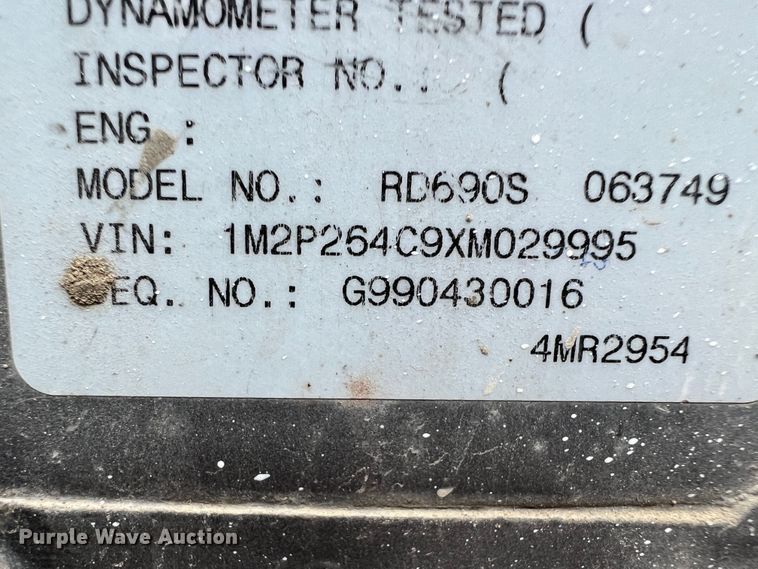 DYNAMOMETER TESTED (
INSPECTOR NO.: (
ENG :
MODEL NO.: RD690S 063749
VIN: 1M2P264C9XM029995
EQ. NO.: G990430016
4MR2954
Purple Wave Auction